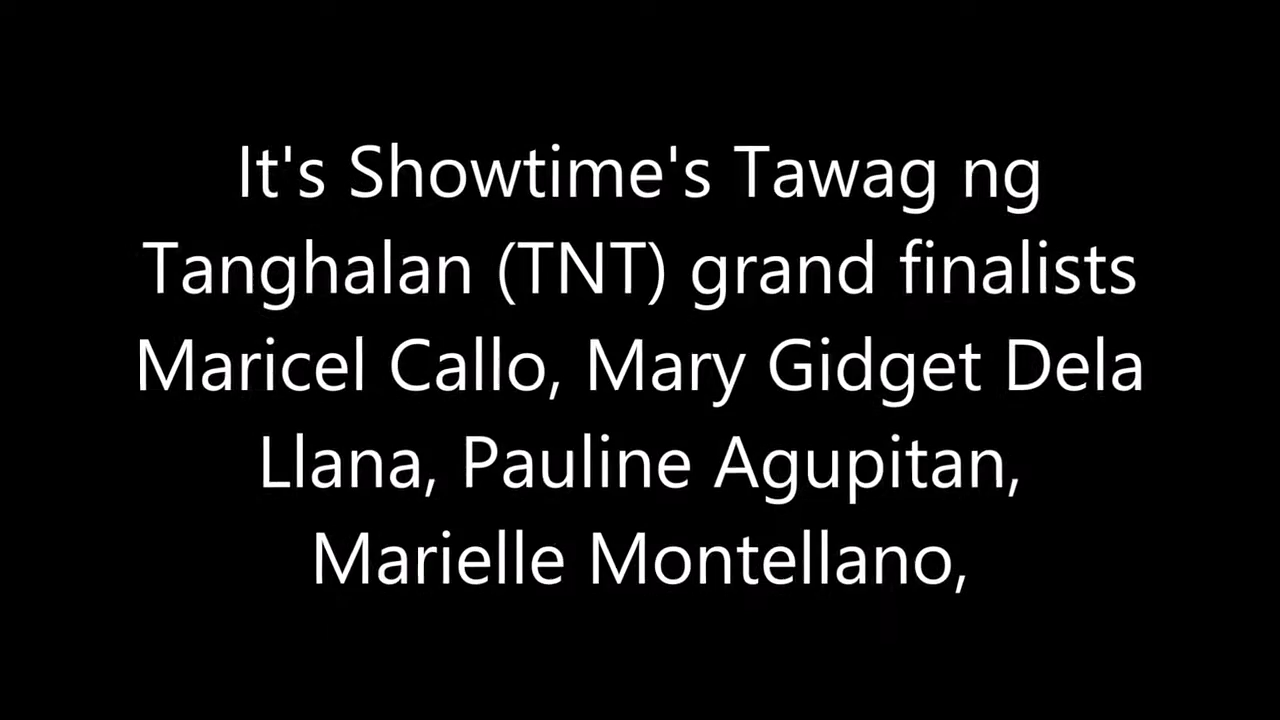 It's Showtime's Tawag ng
Tanghalan (TNT) grand finalists
Maricel Callo, Mary Gidget Dela
Llana, Pauline Agupitan,
Marielle Montellano,